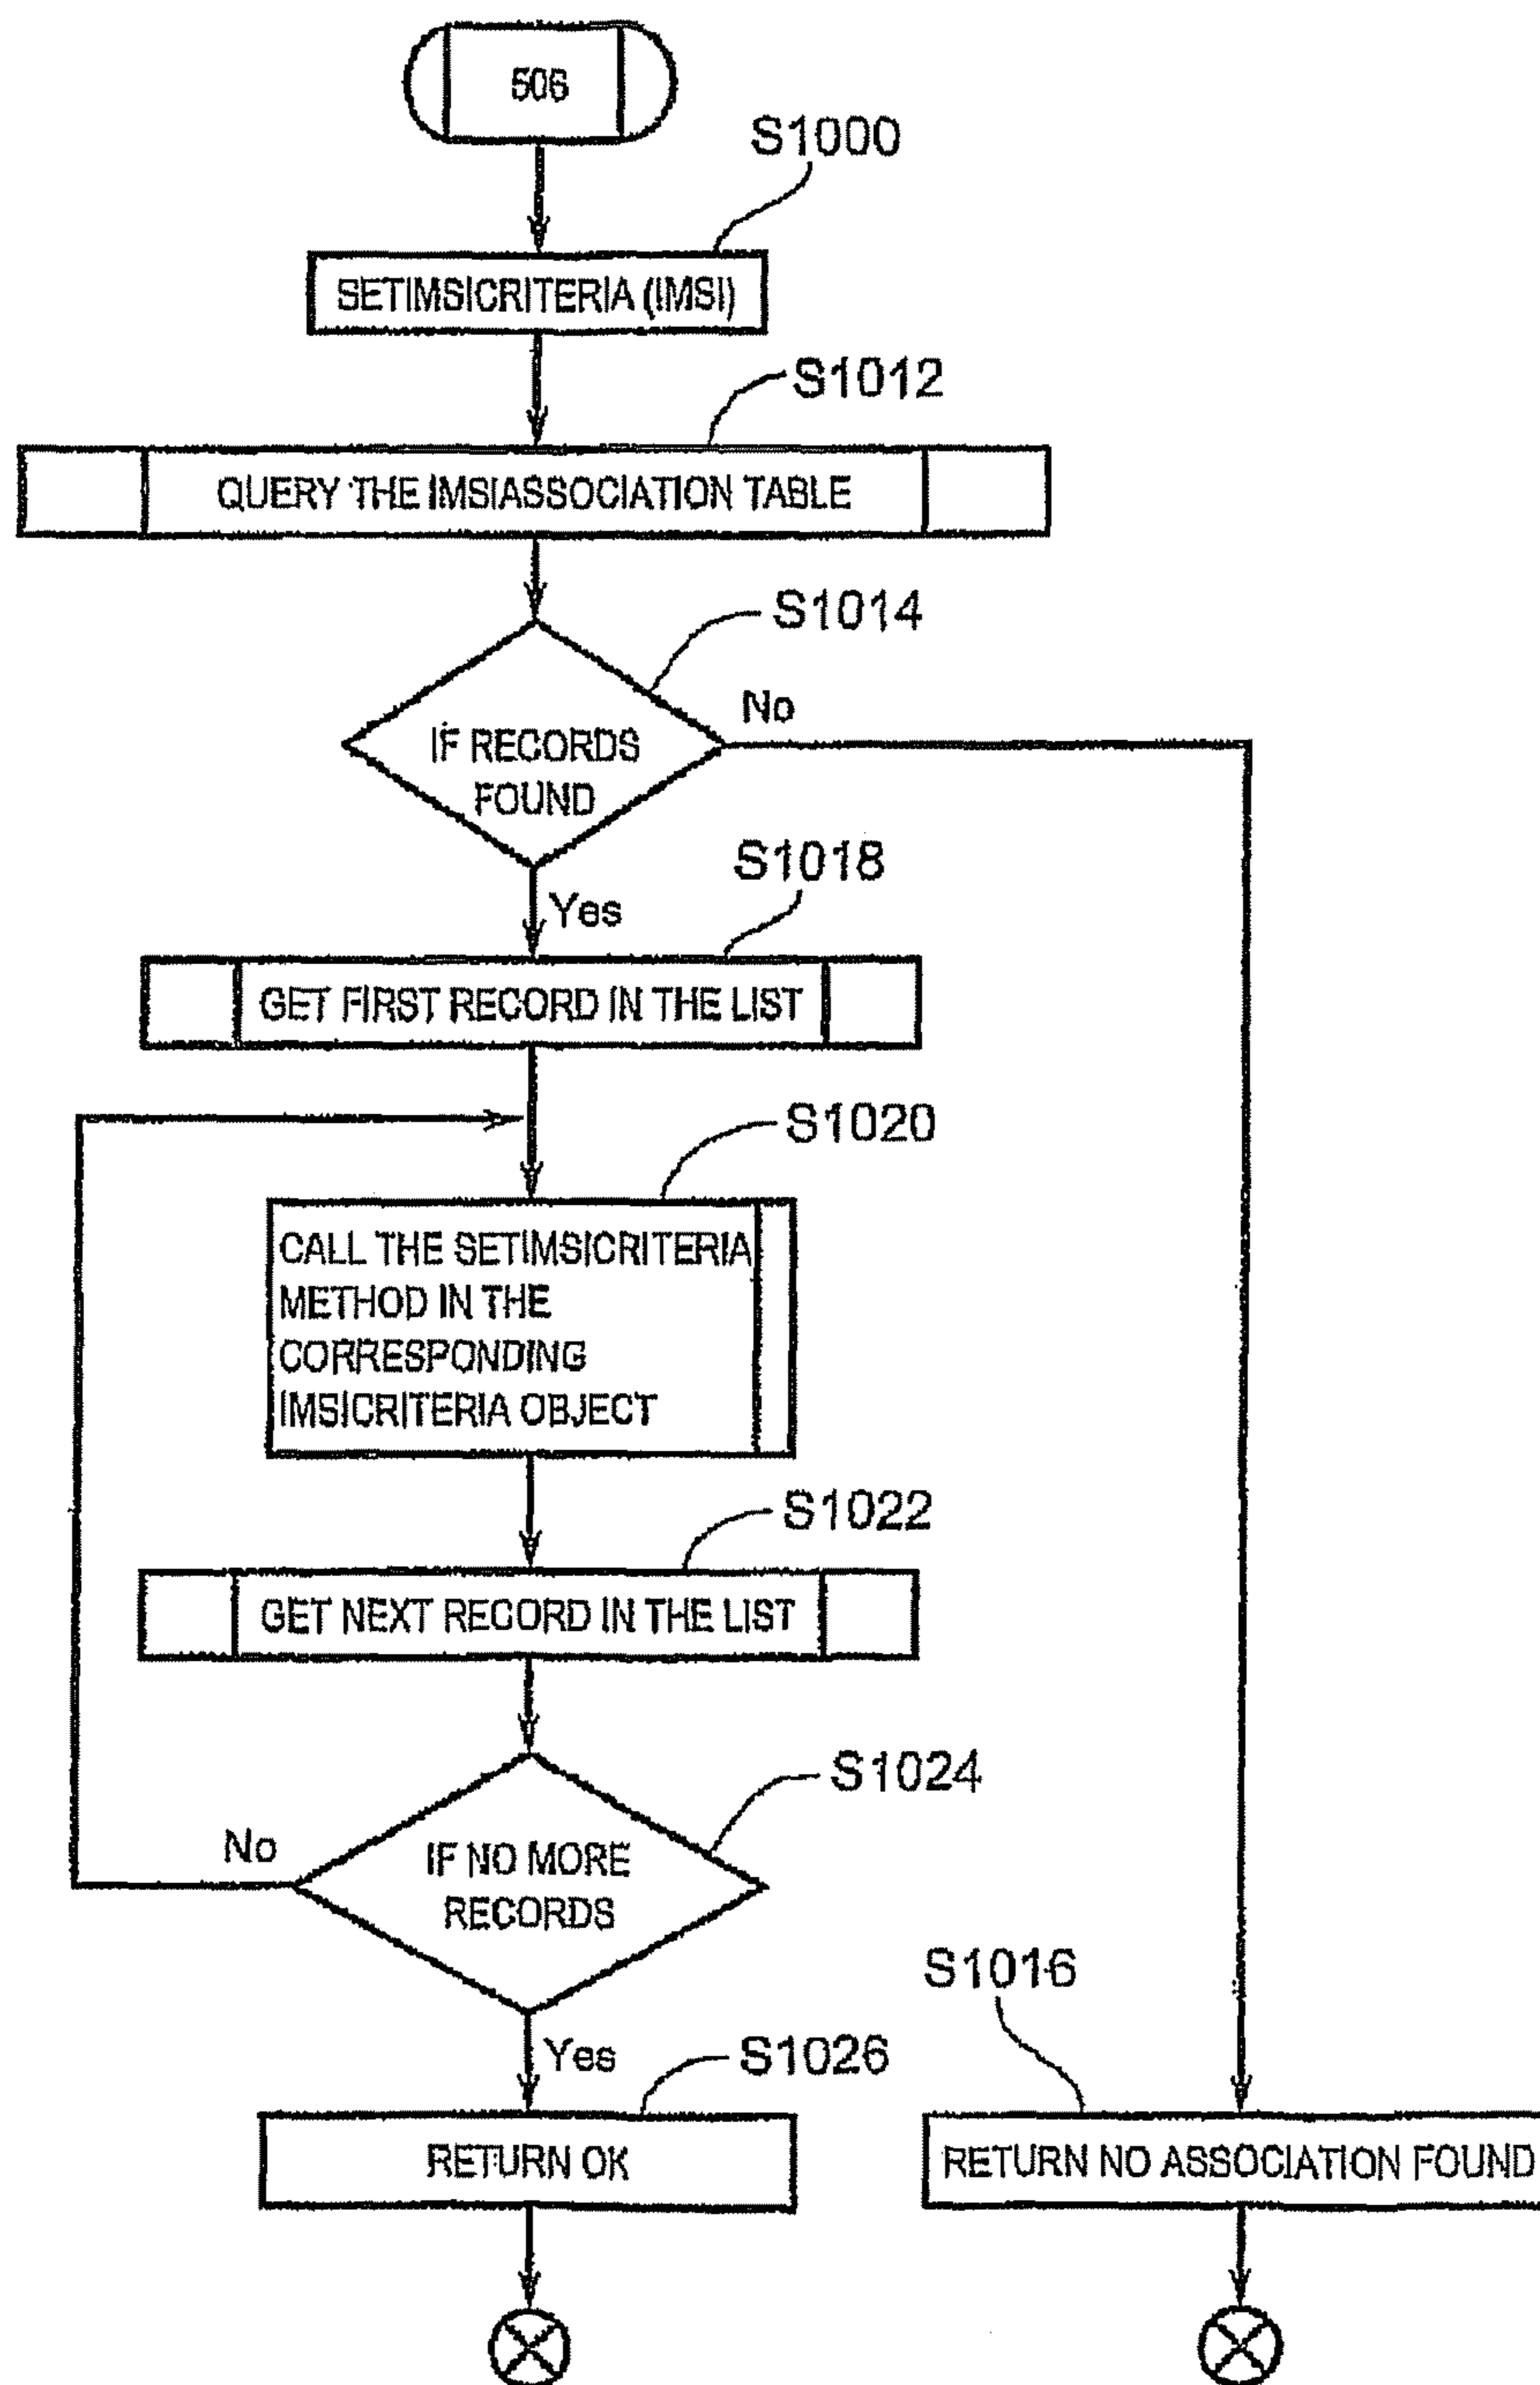 506
S1000
SETIMSICRITERIA (IMSI)
S1012
QUERY THE IMSIASSOCIATION TABLE
S1014
No
IF RECORDS
FOUND
S1018
Yes
GET FIRST RECORD IN THE LIST
S1020
CALL THE SETIMSICRITERIA
METHOD IN THE
CORRESPONDING
IMSICRITERIA OBJECT
S1022
GET NEXT RECORD IN THE LIST
S1024
No
IF NO MORE
RECORDS
S1016
Yes
S1026
RETURN OK
RETURN NO ASSOCIATION FOUND